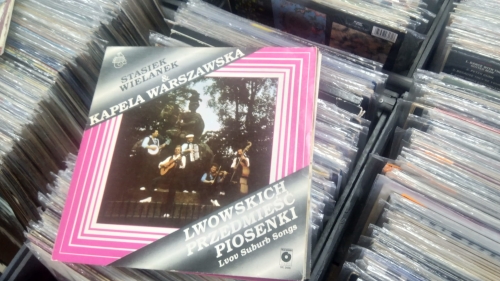 STASIEK
WIELANEK
KAPELA WARSZAWSKA
LWOWSKICH
PRZEDMIEŚĆ
PIOSENKI
Lvov Suburb Songs